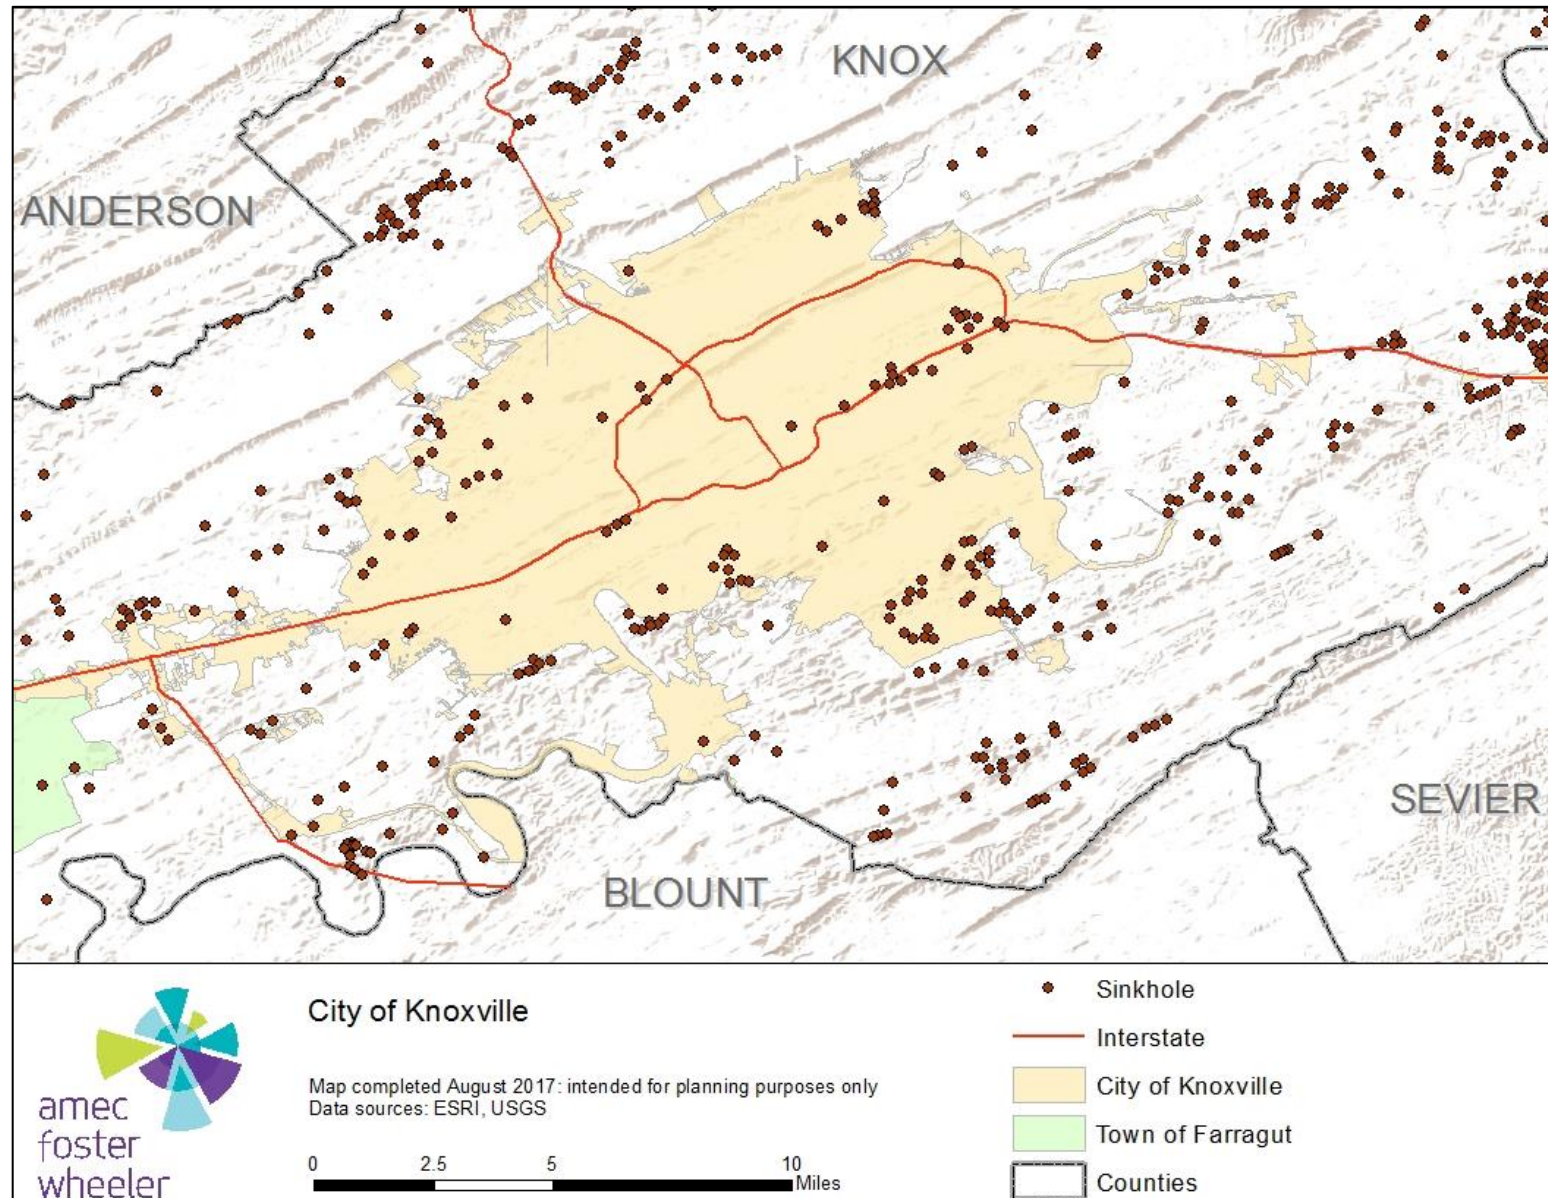 KNOX
ANDERSON
SEVIER
BLOUNT
amec
foster
wheeler
City of Knoxville
Map completed August 2017: intended for planning purposes only
Data sources: ESRI, USGS
0 2.5 5 10
Miles
Sinkhole
Interstate
City of Knoxville
Town of Farragut
Counties